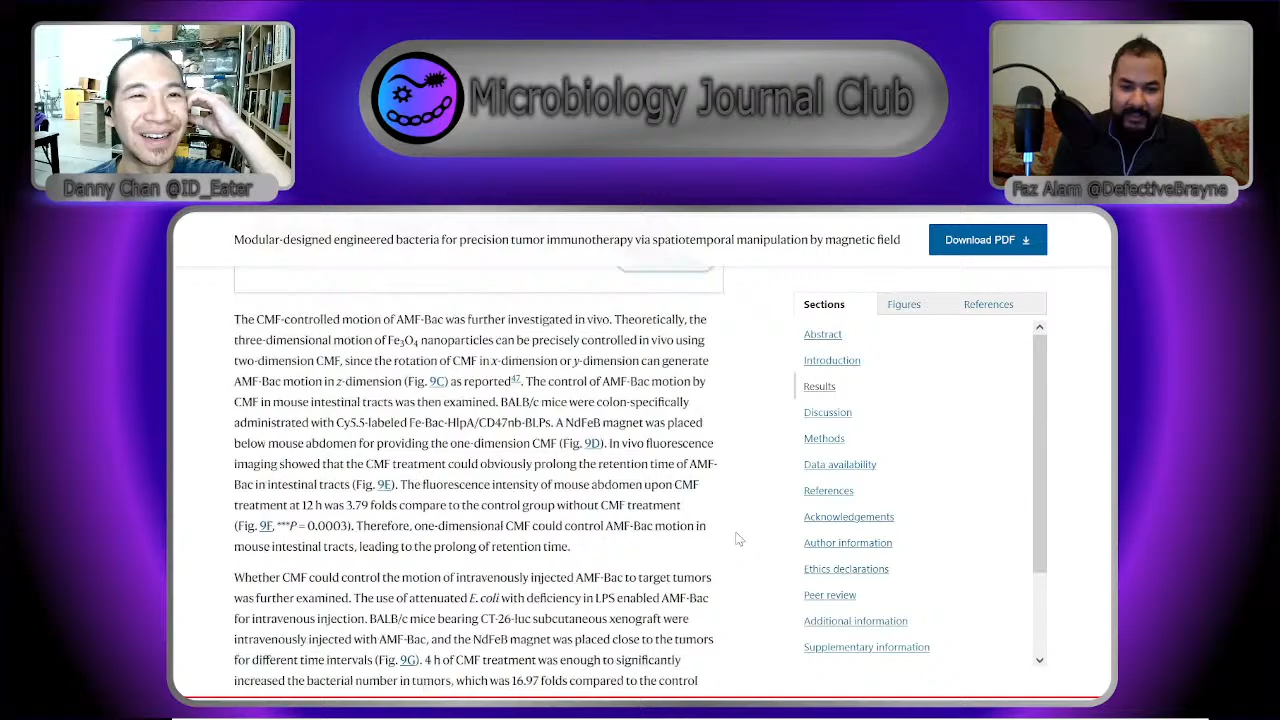 Microbiology Journal Club
Danny Chan @ID_Eater
Faz Alam @DefectiveBrayne
Modular-designed engineered bacteria for precision tumor immunotherapy via spatiotemporal manipulation by magnetic field
Download PDF
The CMF-controlled motion of AMF-Bac was further investigated in vivo. Theoretically, the
three-dimensional motion of Fe₃O₄ nanoparticles can be precisely controlled in vivo using
two-dimension CMF, since the rotation of CMF in x-dimension or y-dimension can generate
AMF-Bac motion in z-dimension (Fig. 9C) as reported⁴⁷. The control of AMF-Bac motion by
CMF in mouse intestinal tracts was then examined. BALB/c mice were colon-specifically
administrated with Cy5.5-labeled Fe-Bac-HlpA/CD47nb-BLPs. A NdFeB magnet was placed
below mouse abdomen for providing the one-dimension CMF (Fig. 9D). In vivo fluorescence
imaging showed that the CMF treatment could obviously prolong the retention time of AMF-
Bac in intestinal tracts (Fig. 9E). The fluorescence intensity of mouse abdomen upon CMF
treatment at 12 h was 3.79 folds compare to the control group without CMF treatment
(Fig. 9F, ***P = 0.0003). Therefore, one-dimensional CMF could control AMF-Bac motion in
mouse intestinal tracts, leading to the prolong of retention time.
Whether CMF could control the motion of intravenously injected AMF-Bac to target tumors
was further examined. The use of attenuated E. coli with deficiency in LPS enabled AMF-Bac
for intravenous injection. BALB/c mice bearing CT-26-luc subcutaneous xenograft were
intravenously injected with AMF-Bac, and the NdFeB magnet was placed close to the tumors
for different time intervals (Fig. 9G). 4 h of CMF treatment was enough to significantly
increased the bacterial number in tumors, which was 16.97 folds compared to the control
Sections
Figures
References
Abstract
Introduction
Results
Discussion
Methods
Data availability
References
Acknowledgements
Author information
Ethics declarations
Peer review
Additional information
Supplementary information